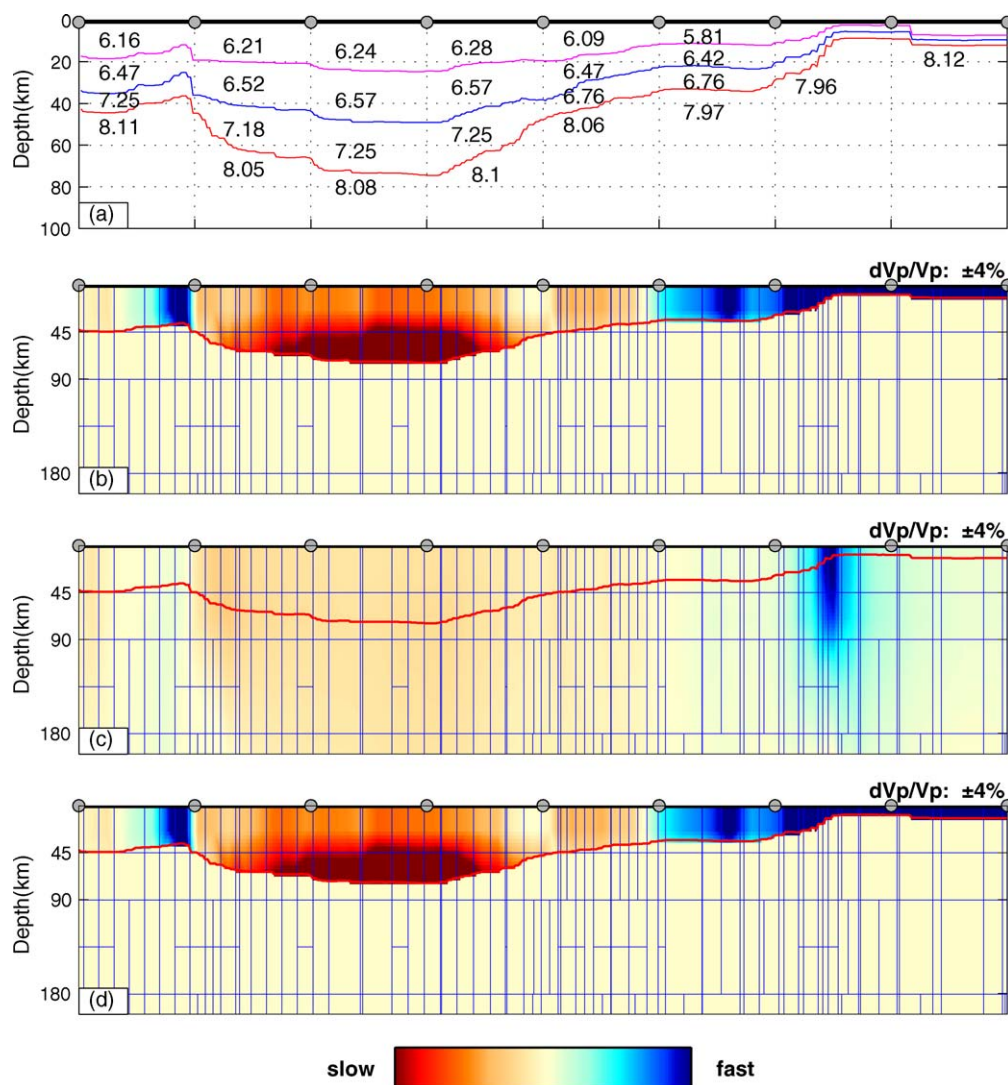 0
20
40
60
80
100
Depth(km)
6.16 6.21 6.24 6.28 6.09 5.81 8.12
6.47 6.52 6.57 6.57 6.47 6.42
7.25 7.18 7.25 7.25 6.76 6.76 7.96
8.11 8.05 8.08 8.1 8.06 7.97
(a)
dVp/Vp: ±4%
45
90
180
Depth(km)
(b)
dVp/Vp: ±4%
45
90
180
Depth(km)
(c)
dVp/Vp: ±4%
45
90
180
Depth(km)
(d)
slow fast